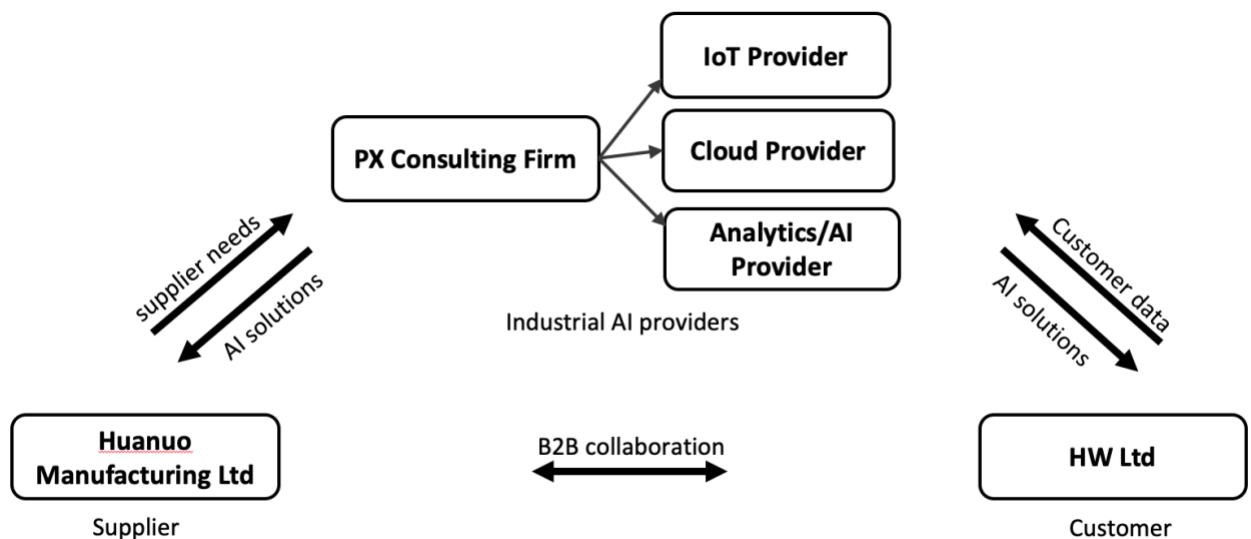 IoT Provider
PX Consulting Firm
Cloud Provider
Analytics/AI
Provider
supplier needs
AI solutions
Industrial AI providers
Customer data
AI solutions
Huanuo
Manufacturing Ltd
Supplier
B2B collaboration
HW Ltd
Customer